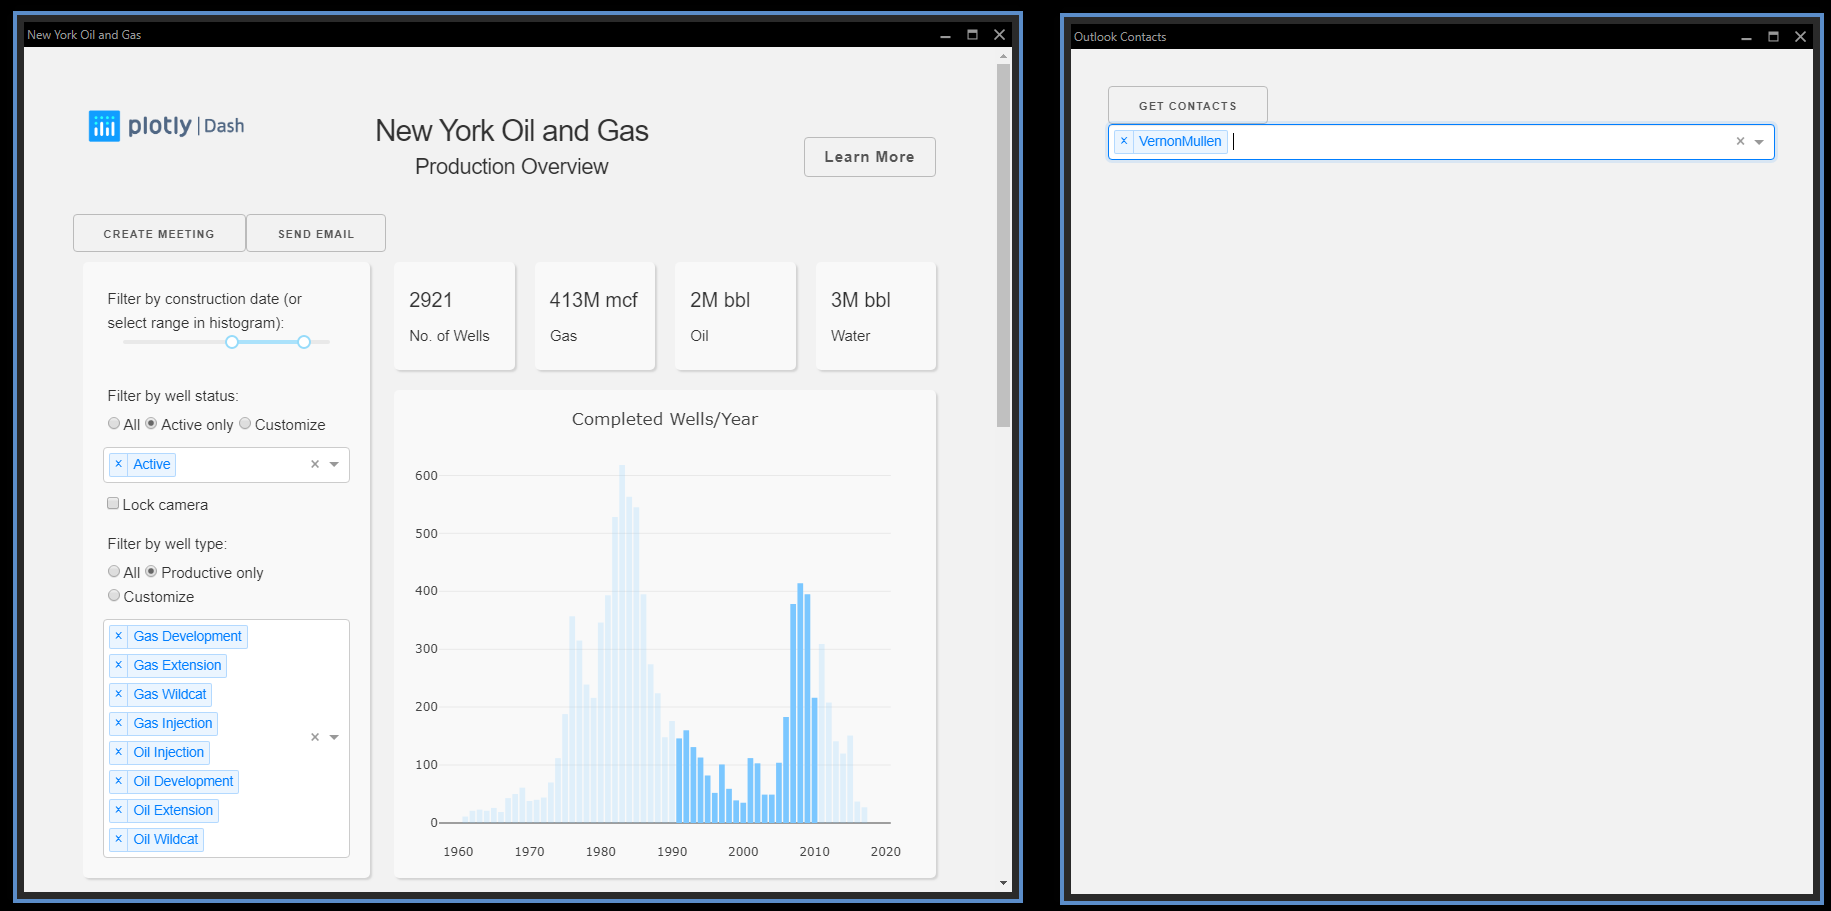 New York Oil and Gas
plotly | Dash
New York Oil and Gas
Production Overview
Learn More
CREATE MEETING
SEND EMAIL
Filter by construction date (or
select range in histogram):
Filter by well status:
All Active only Customize
× Active × 
Lock camera
Filter by well type:
All Productive only
Customize
× Gas Development
× Gas Extension
× Gas Wildcat
× Gas Injection
× Oil Injection
× Oil Development
× Oil Extension
× Oil Wildcat
×
2921
No. of Wells
413M mcf
Gas
2M bbl
Oil
3M bbl
Water
Completed Wells/Year
600
500
400
300
200
100
0
1960 1970 1980 1990 2000 2010 2020
Outlook Contacts
GET CONTACTS
× VernonMullen ×